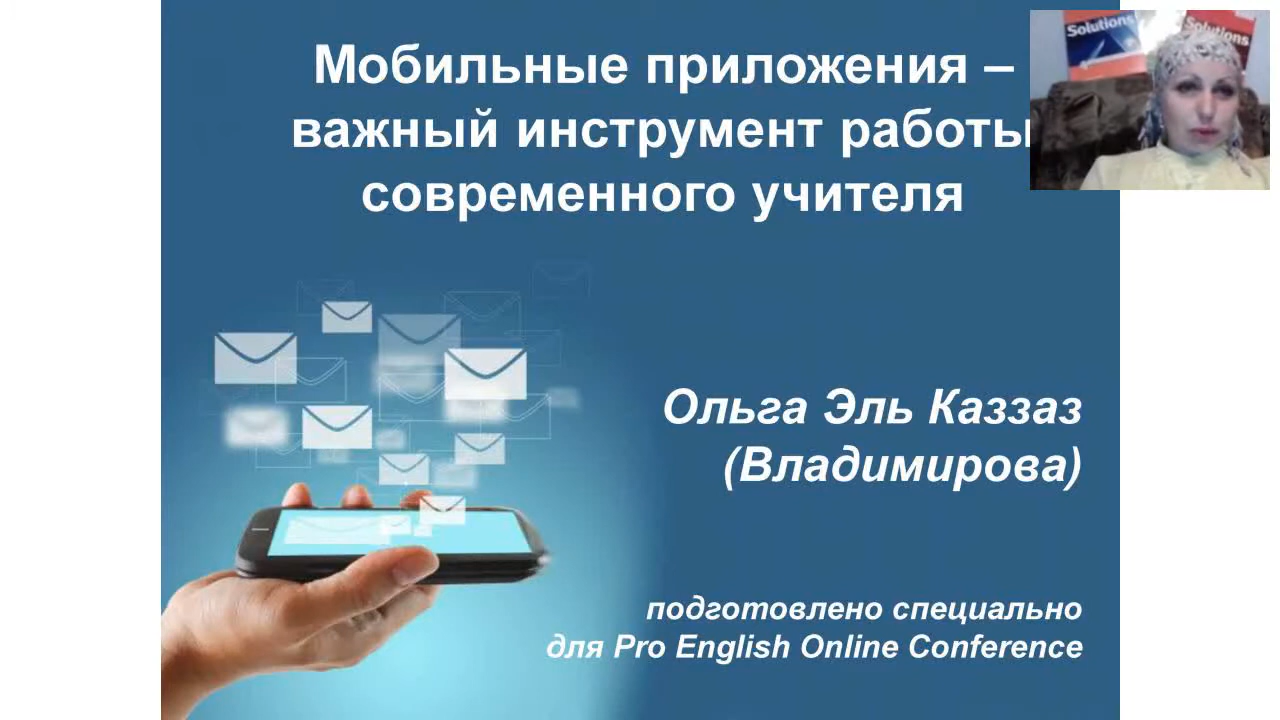 Мобильные приложения –
важный инструмент работы
современного учителя
Solutions
Solutions
Ольга Эль Каззаз
(Владимирова)
подготовлено специально
для Pro English Online Conference